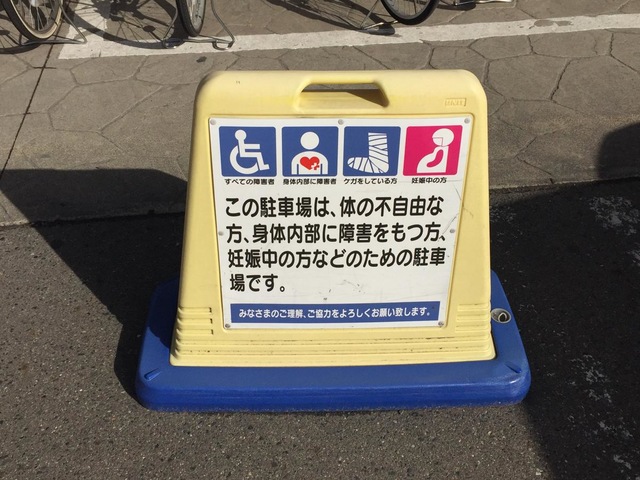 すべての障害者 身体内部に障害者 ケガをしている方 妊娠中の方
この駐車場は、体の不自由な
方、身体内部に障害をもつ方、
妊娠中の方などのための駐車
場です。
みなさまのご理解、ご協力をよろしくお願い致します。